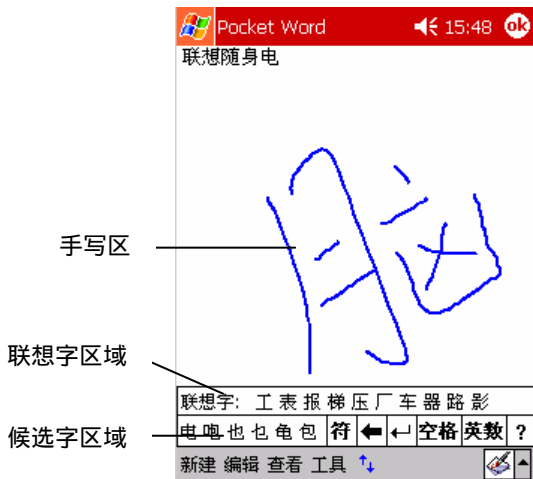 Pocket Word 15:48 ok
联想随身电
脑
手写区
联想字区域
联想字: 工 表 报 梯 压 厂 车 器 路 影
候选字区域
电 咆 也 乜 龟 包 符 ← ↵ 空格 英数 ?
新建 编辑 查看 工具